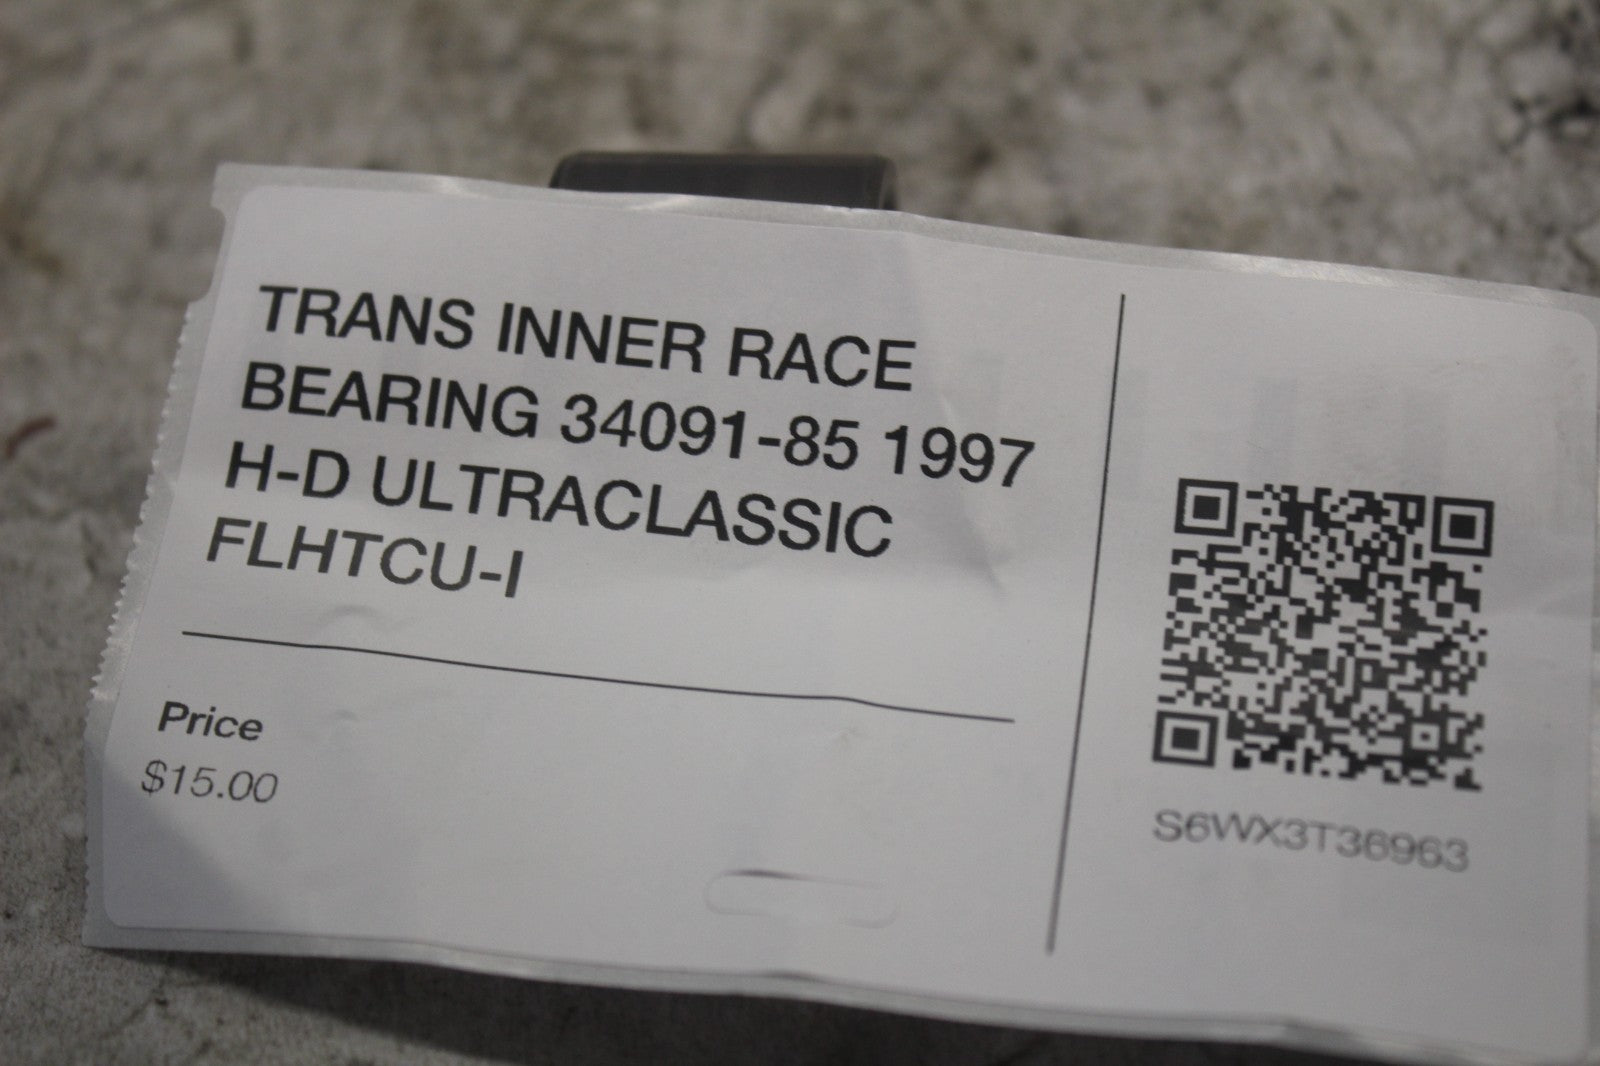 TRANS INNER RACE
BEARING 34091-85 1997
H-D ULTRACLASSIC
FLHTCU-I
Price
$15.00
S6WX3T36963